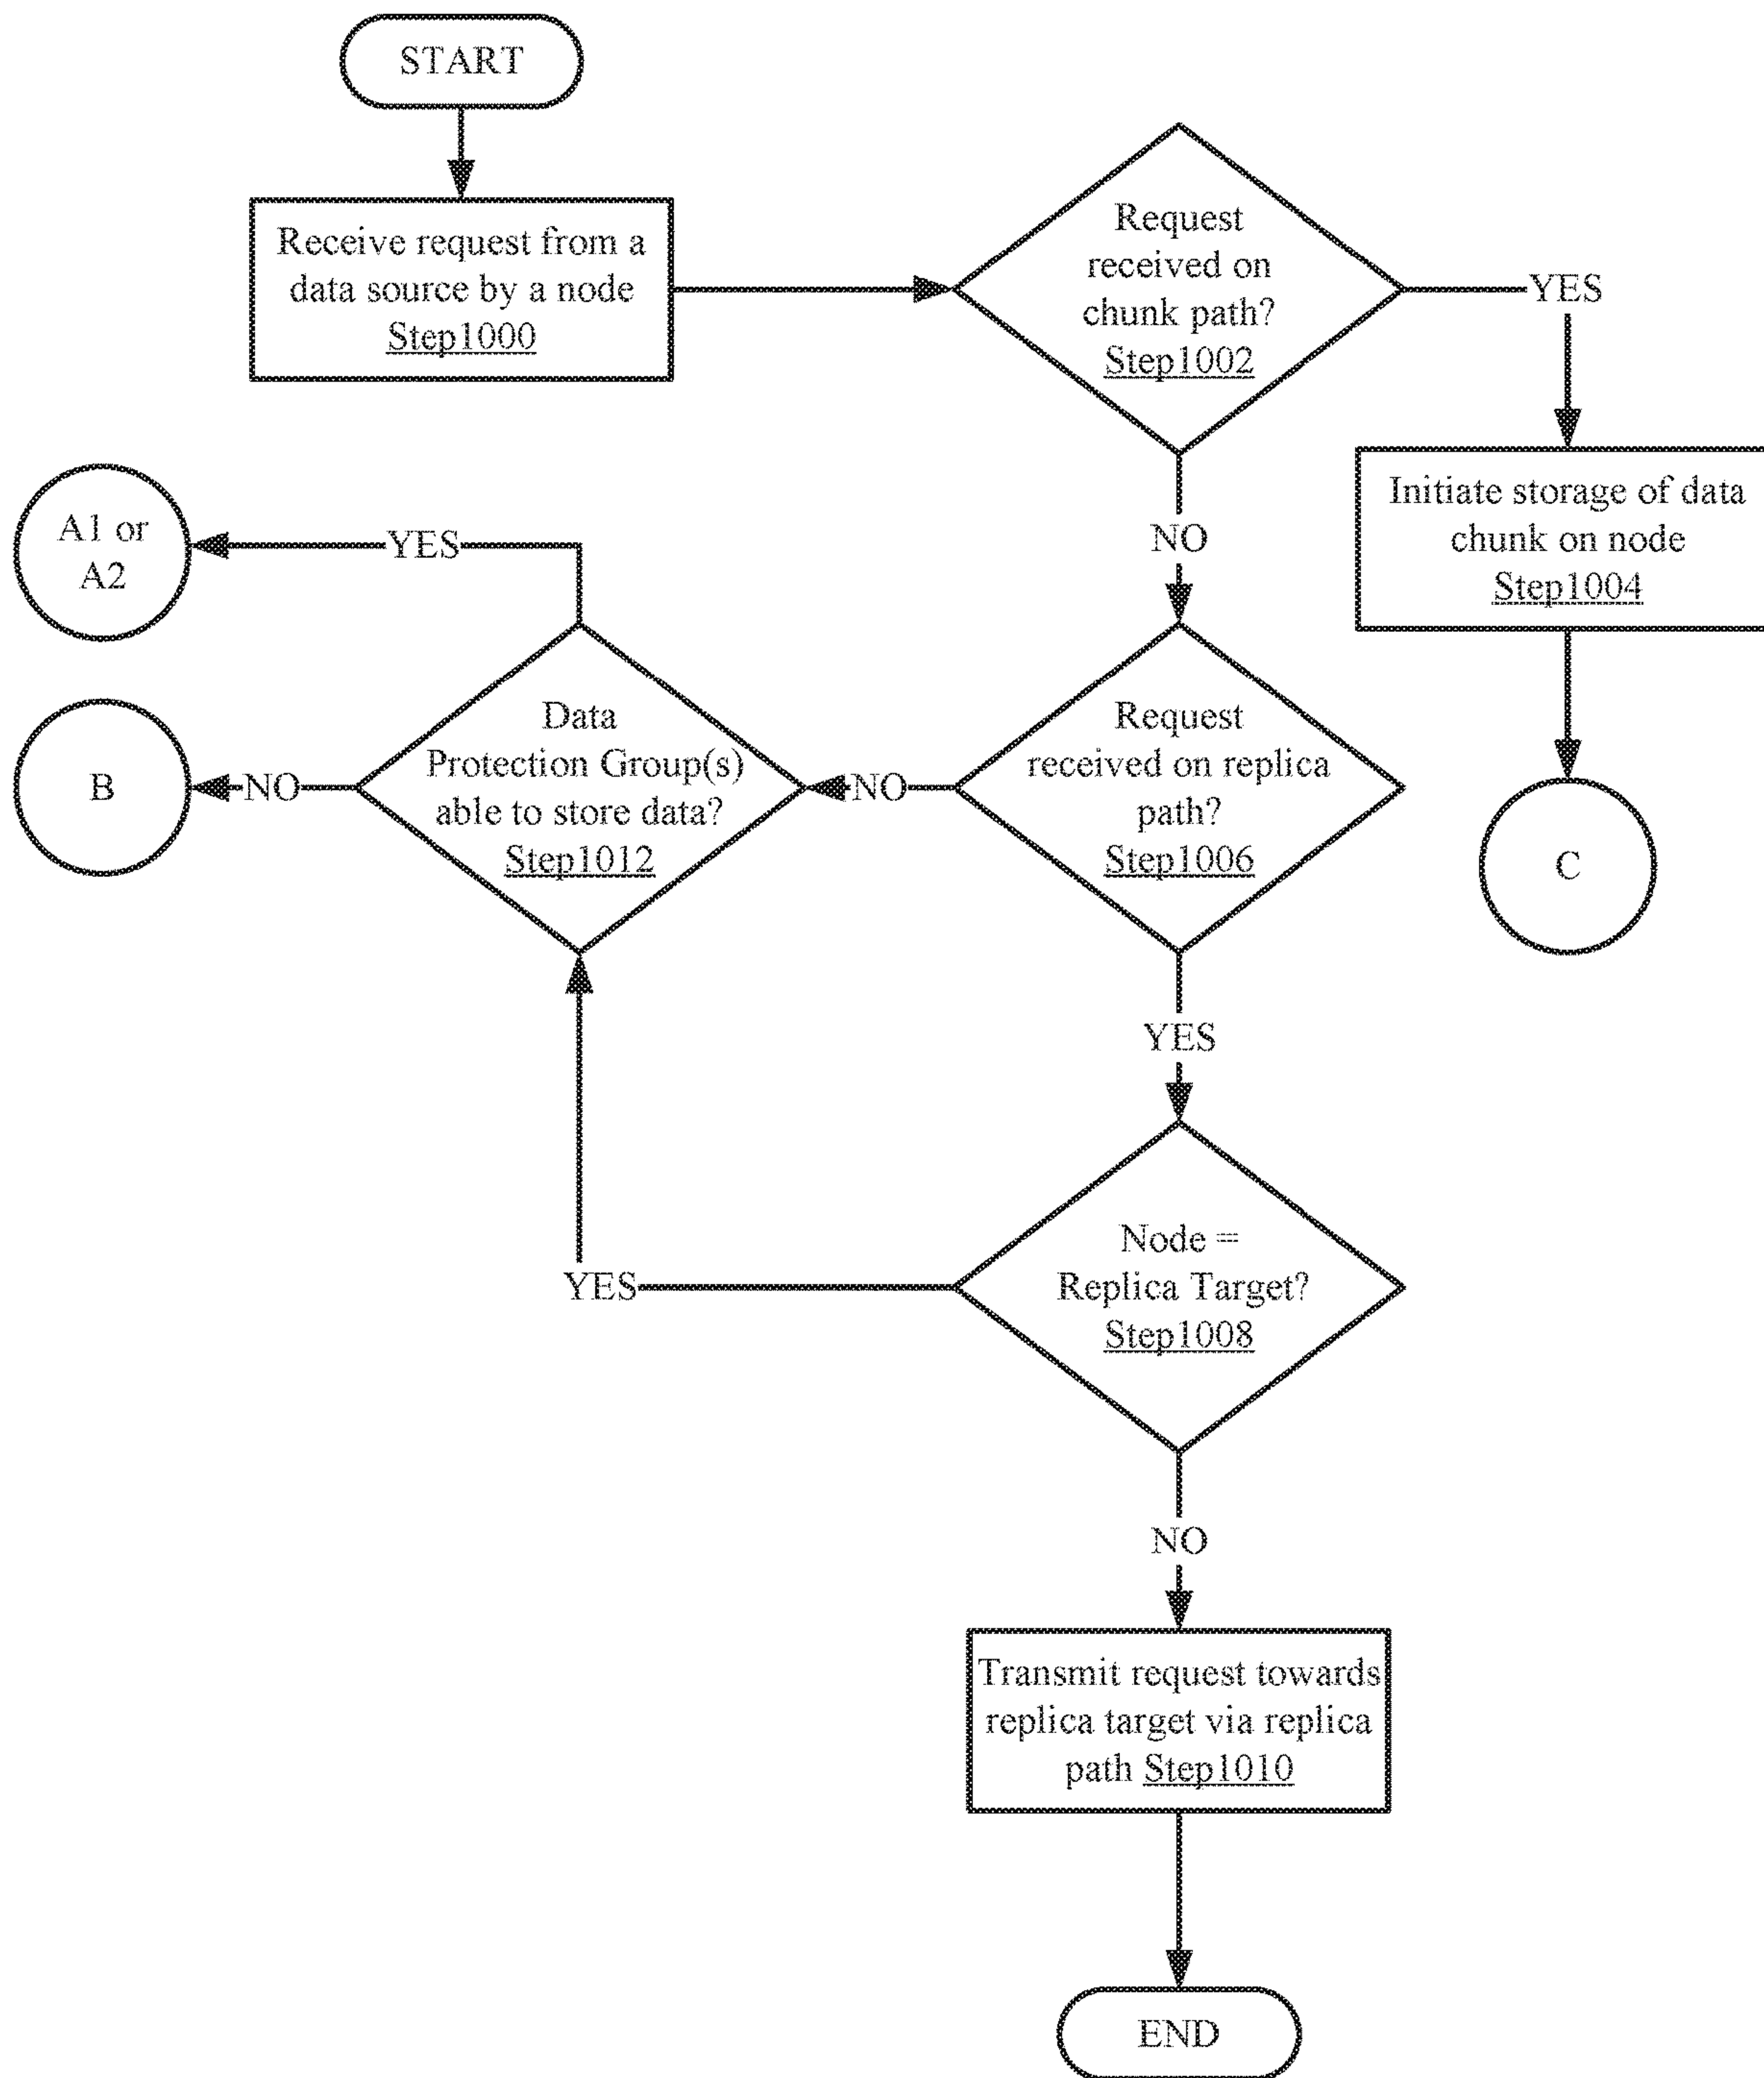 START
Receive request from a
data source by a node
Step1000
Request
received on
chunk path?
Step1002
YES
Initiate storage of data
chunk on node
Step1004
C
NO
Request
received on replica
path?
Step1006
NO
Data
Protection Group(s)
able to store data?
Step1012
YES
A1 or
A2
NO
B
YES
Node =
Replica Target?
Step1008
YES
NO
Transmit request towards
replica target via replica
path Step1010
END